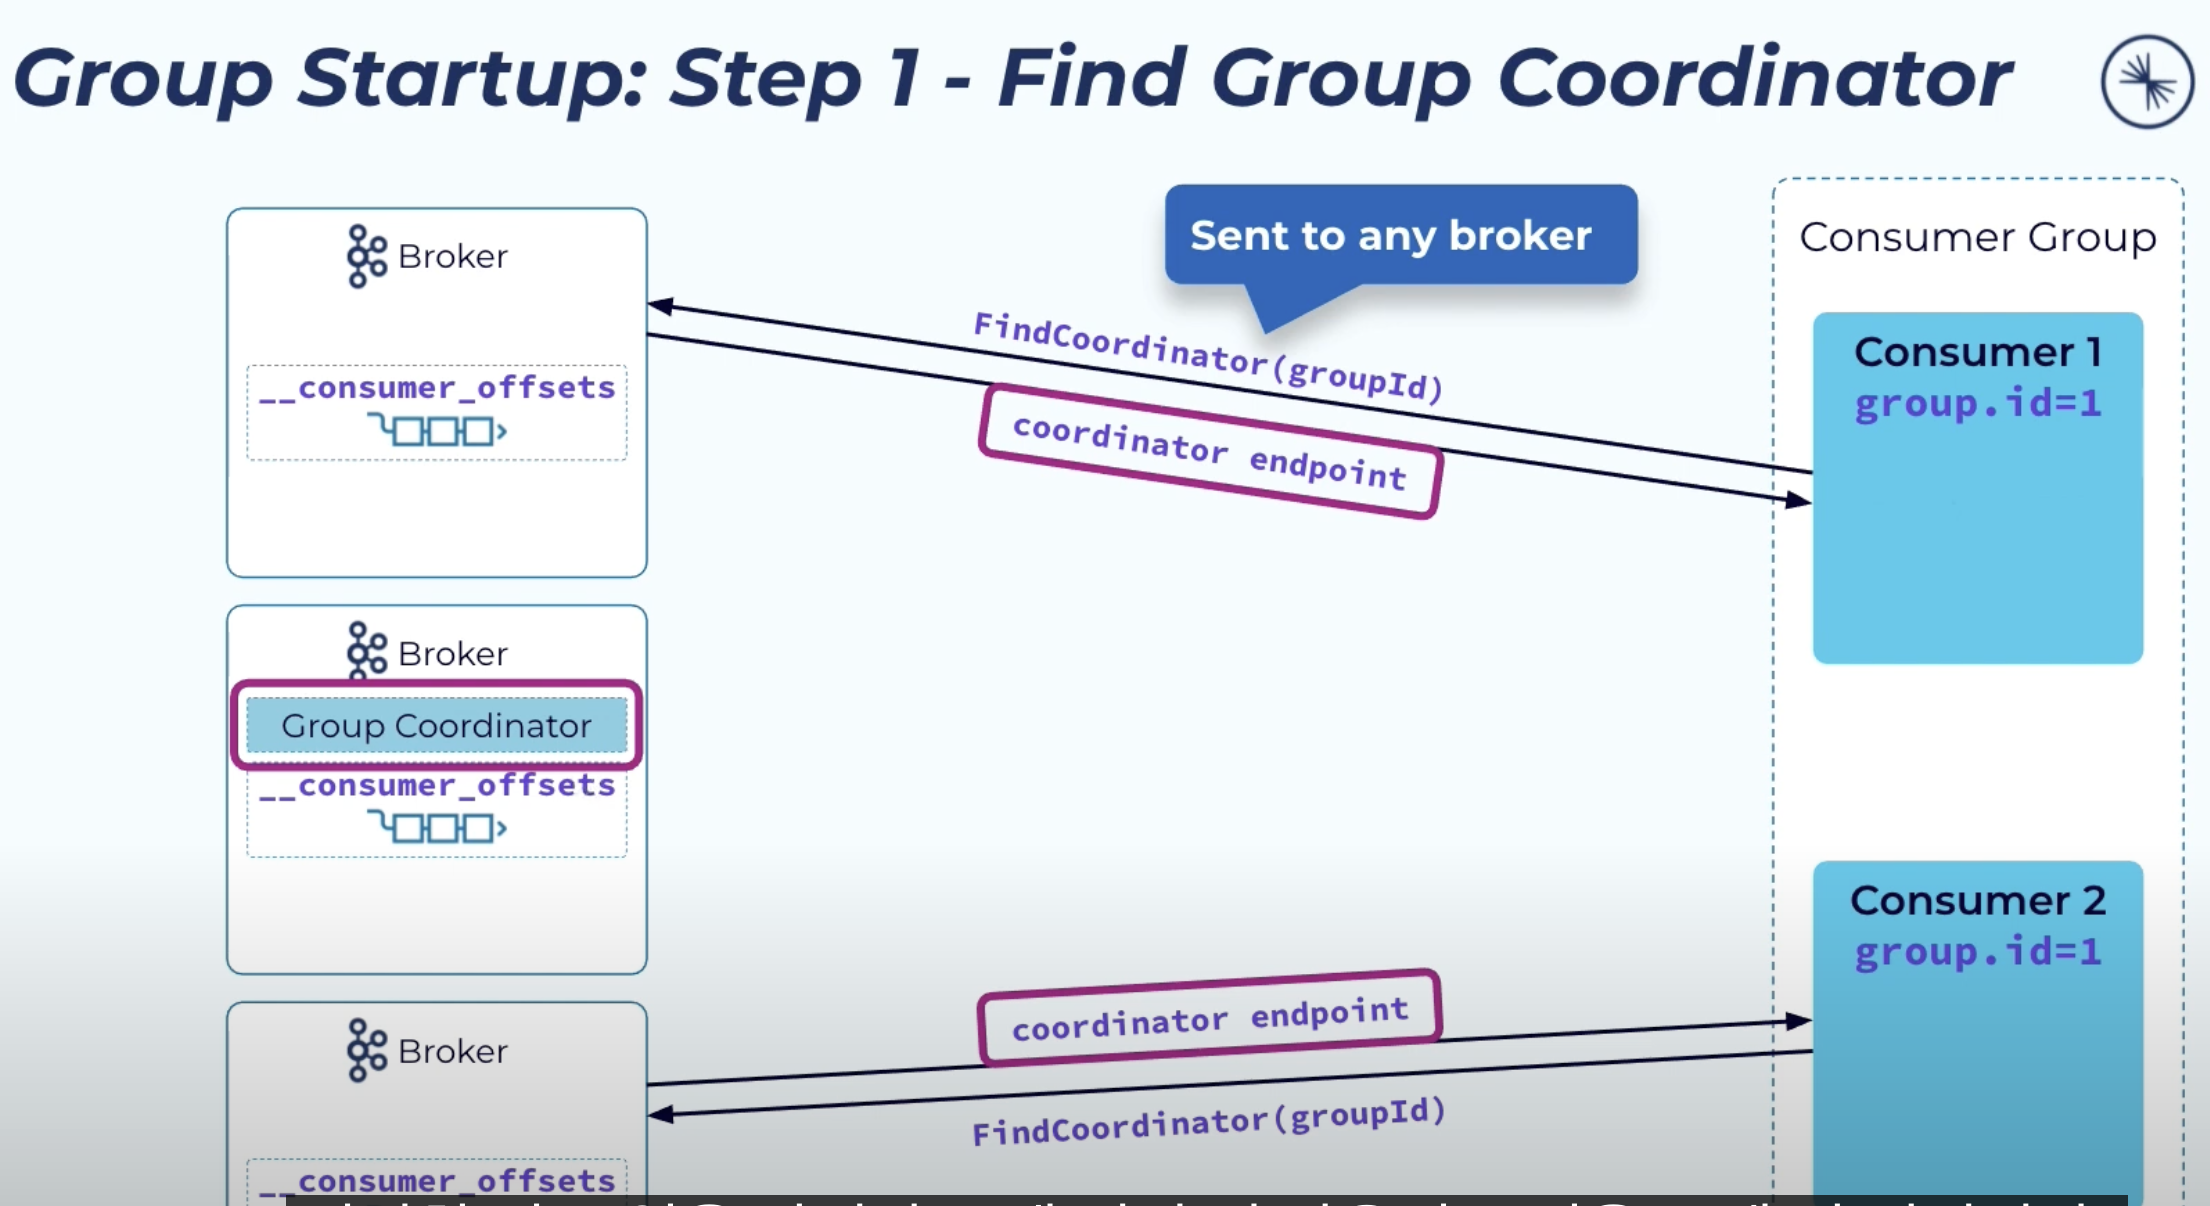 Group Startup: Step 1 - Find Group Coordinator
Sent to any broker
Consumer Group
Broker
__consumer_offsets
FindCoordinator(groupId)
coordinator endpoint
Consumer 1
group.id=1
Broker
Group Coordinator
__consumer_offsets
Consumer 2
group.id=1
coordinator endpoint
Broker
FindCoordinator(groupId)
__consumer_offsets